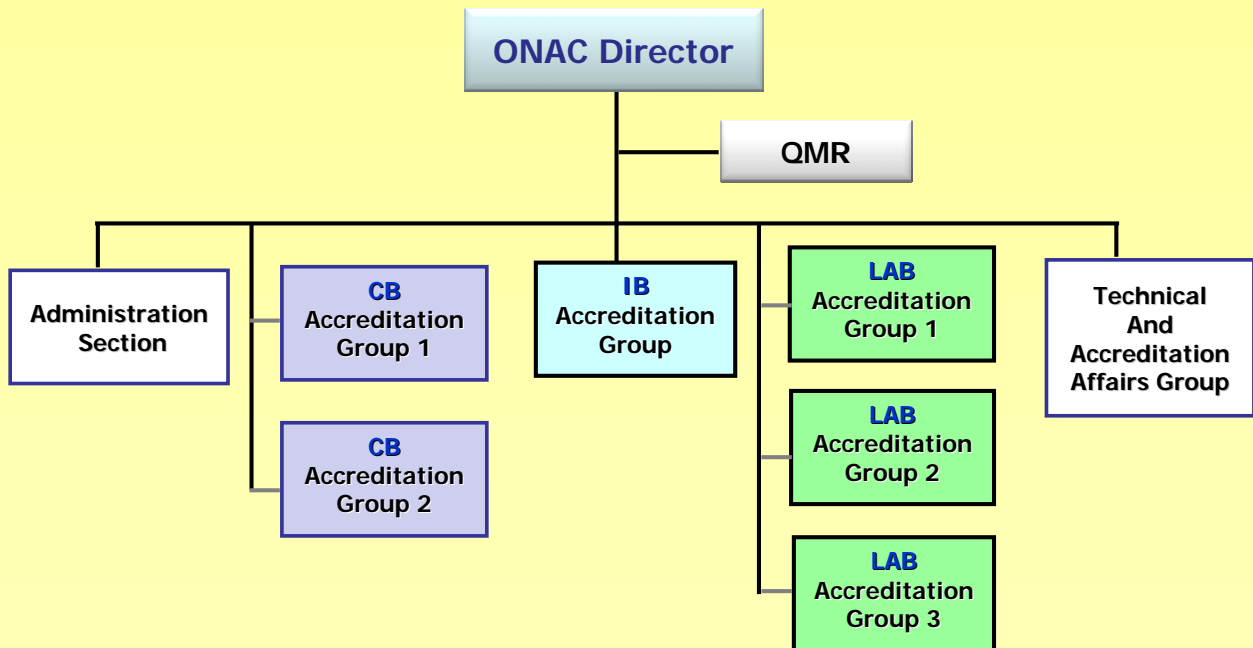 ONAC Director
QMR
Administration
Section
CB
Accreditation
Group 1
CB
Accreditation
Group 2
IB
Accreditation
Group
LAB
Accreditation
Group 1
LAB
Accreditation
Group 2
LAB
Accreditation
Group 3
Technical
And
Accreditation
Affairs Group